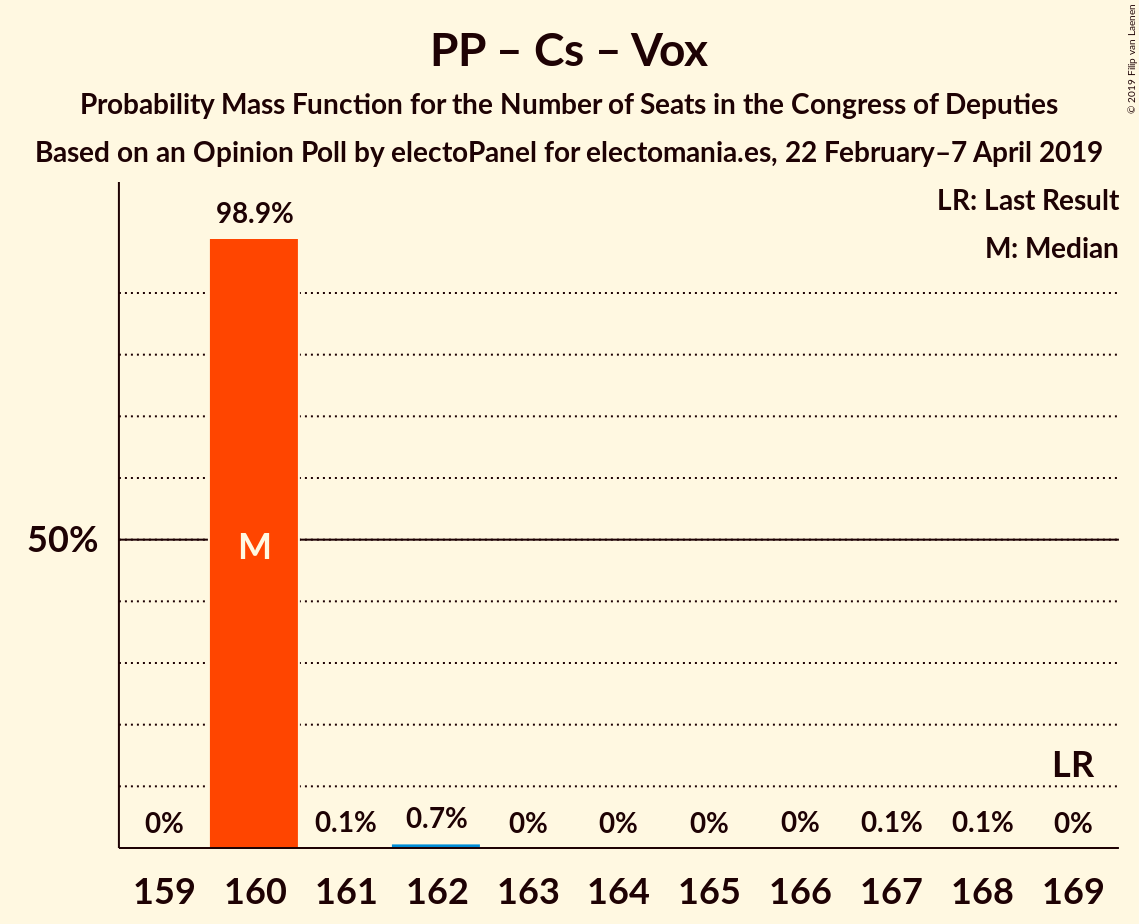 PP – Cs – Vox
Probability Mass Function for the Number of Seats in the Congress of Deputies
Based on an Opinion Poll by electoPanel for electomania.es, 22 February–7 April 2019
© 2019 Filip van Laenen
LR: Last Result
M: Median
98.9%
50%
M
LR
0% 0.1% 0.7% 0% 0% 0% 0% 0.1% 0.1% 0%
159 160 161 162 163 164 165 166 167 168 169